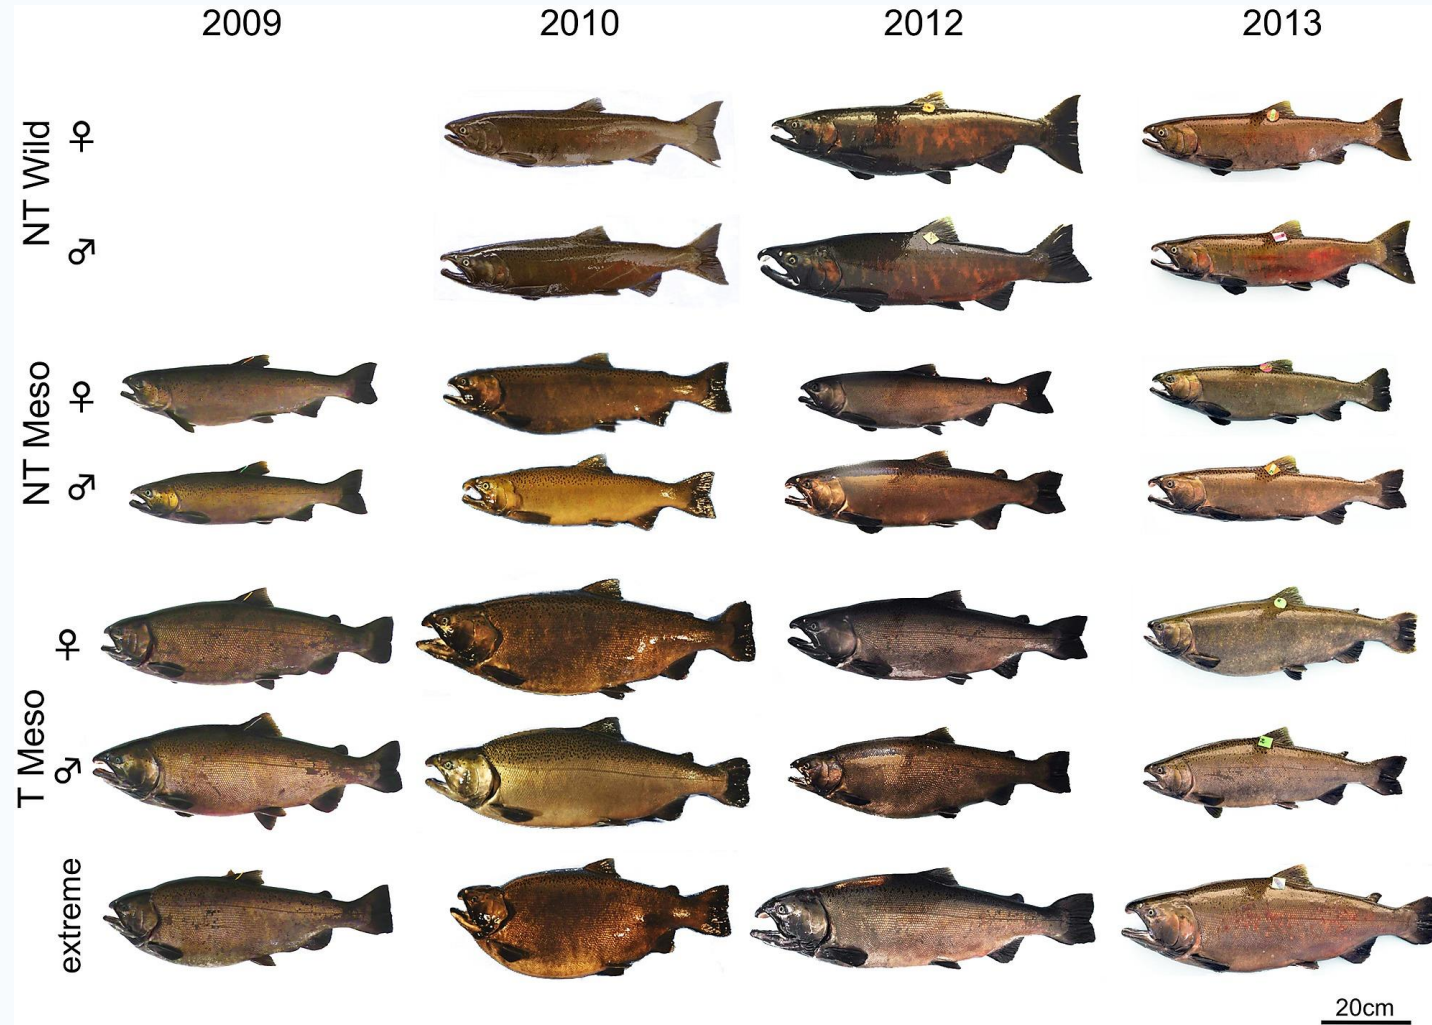 2009 2010 2012 2013
NT Wild
♀
♂
NT Meso
♀
♂
T Meso
♀
♂
extreme
20cm